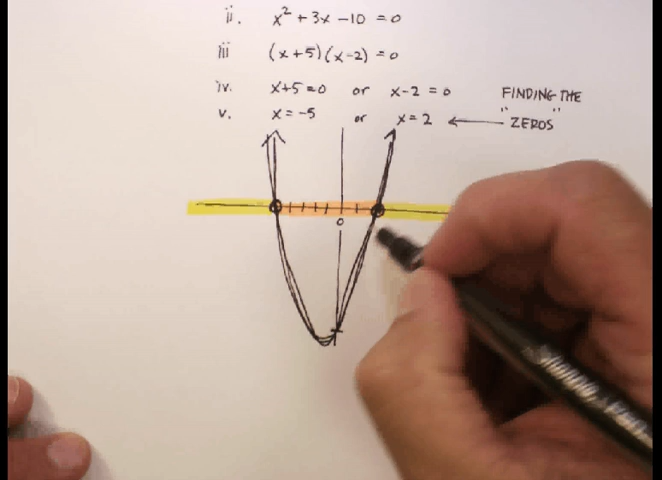 ii. x² + 3x - 10 = 0
iii (x+5)(x-2) = 0
iv. x+5=0 or x-2=0 FINDING THE
v. x=-5 or x=2 "ZEROS"
0